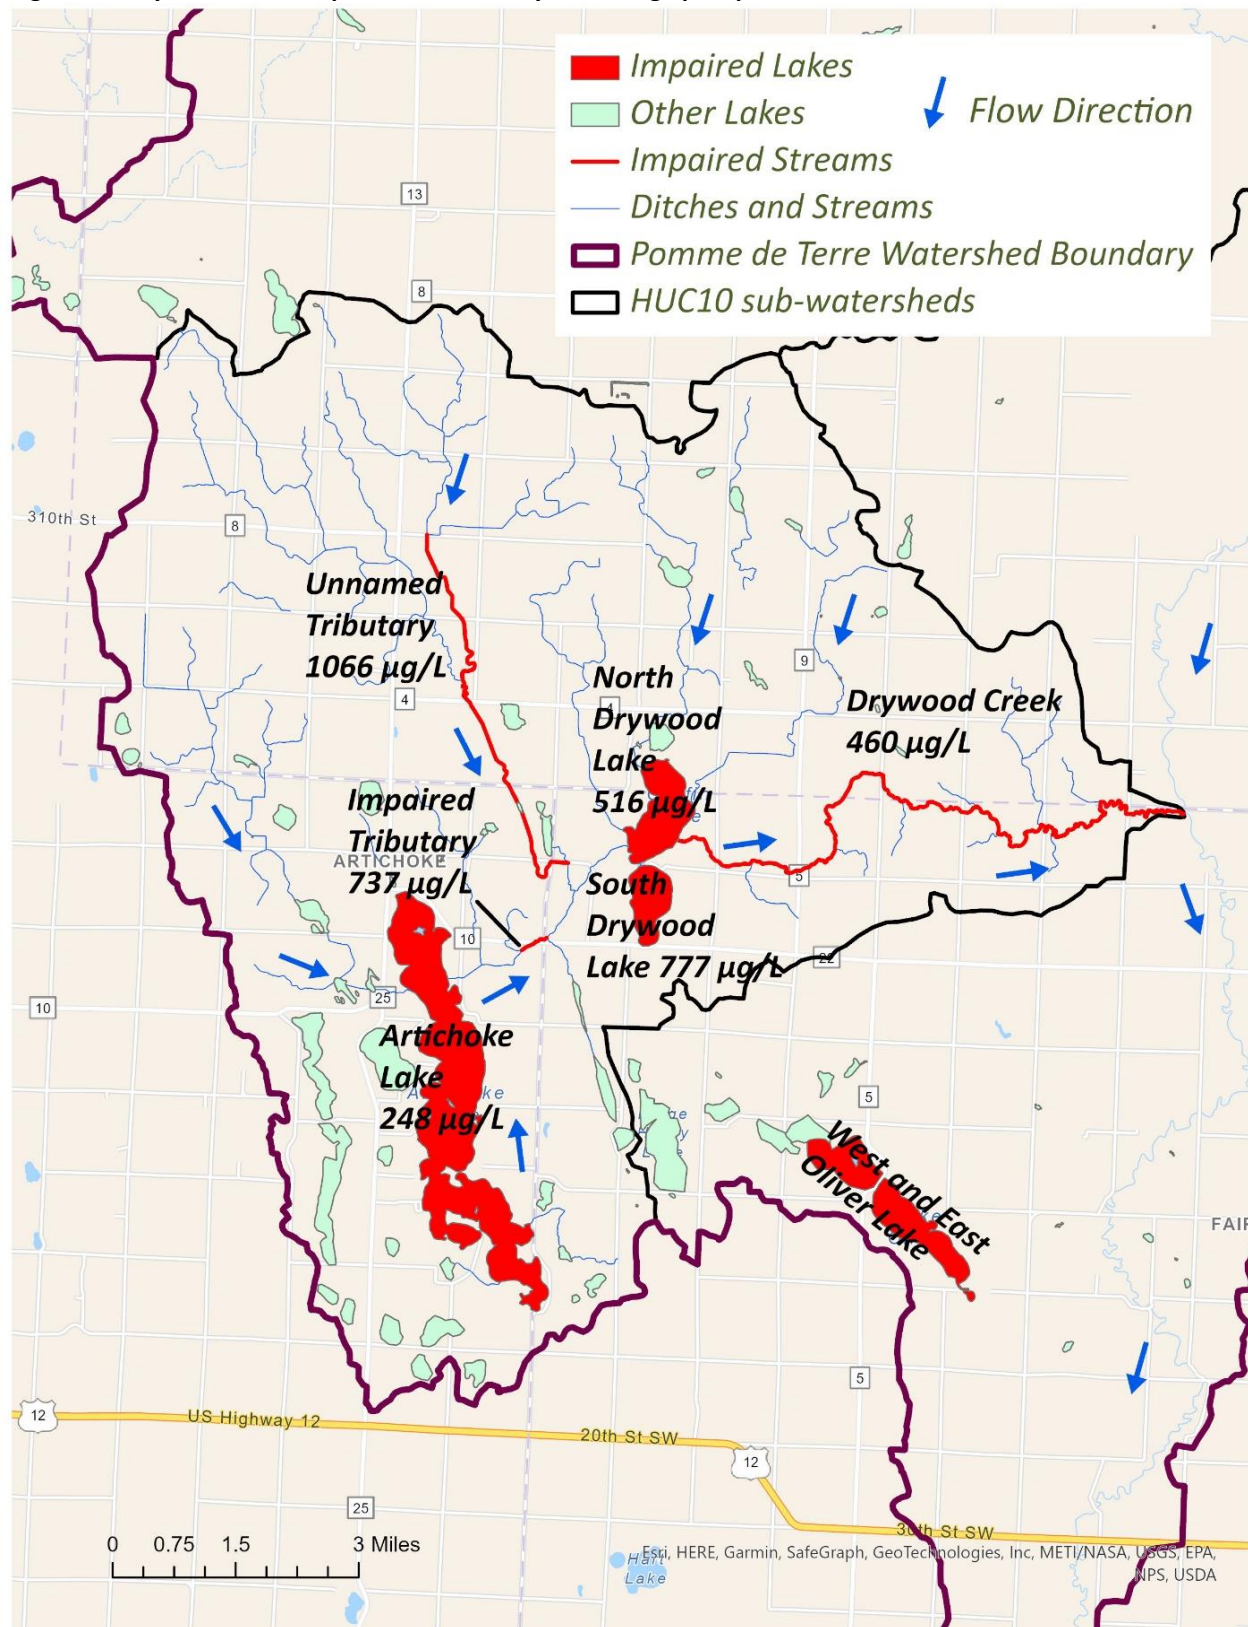 Impaired Lakes
Other Lakes
Flow Direction
Impaired Streams
Ditches and Streams
Pomme de Terre Watershed Boundary
HUC10 sub-watersheds
13
8
310th St
8
Unnamed
Tributary
1066 µg/L
4
North
Drywood
Lake
516 µg/L
9
Drywood Creek
460 µg/L
Impaired
Tributary
737 µg/L
ARTICHOKE
5
South
Drywood
Lake 777 µg/L
10
22
25
10
Artichoke
Lake
248 µg/L
5
West and East
Oliver Lake
FAIR
5
12
US Highway 12
20th St SW
12
25
30th St SW
0 0.75 1.5 3 Miles
Hart
Lake
Esri, HERE, Garmin, SafeGraph, GeoTechnologies, Inc, METI/NASA, USGS, EPA,
NPS, USDA